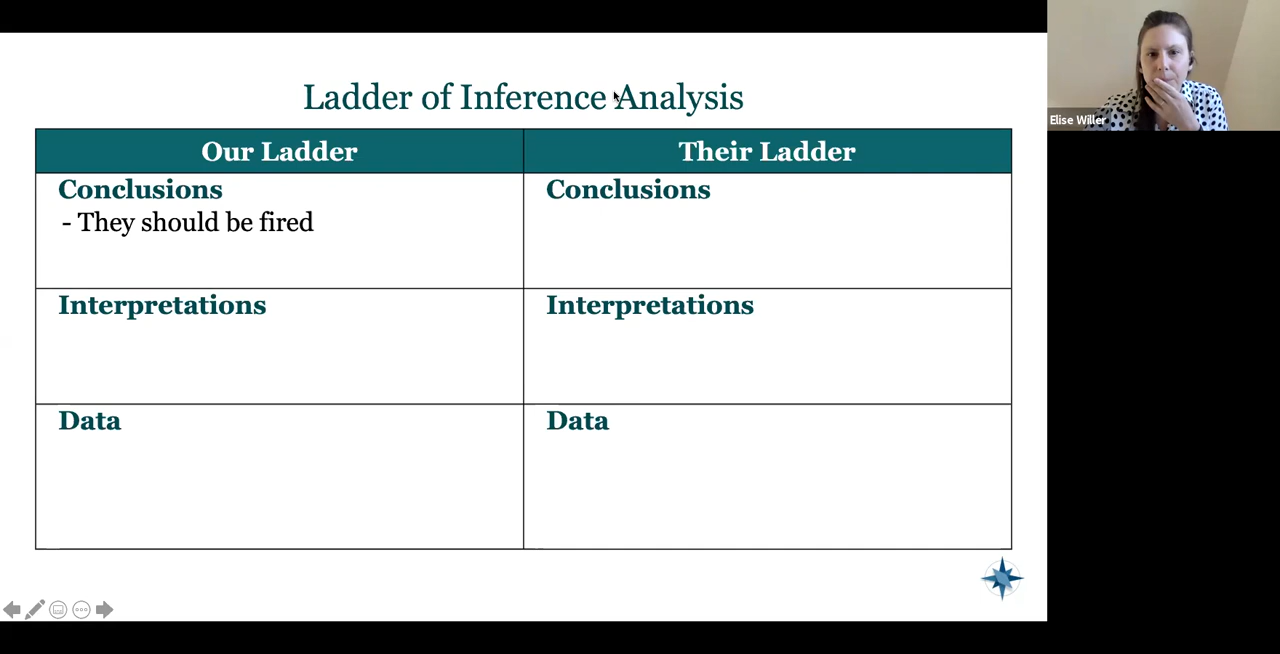 Ladder of Inference Analysis
Our Ladder
Their Ladder
Conclusions
- They should be fired
Conclusions
Interpretations
Interpretations
Data
Data
Elise Willer